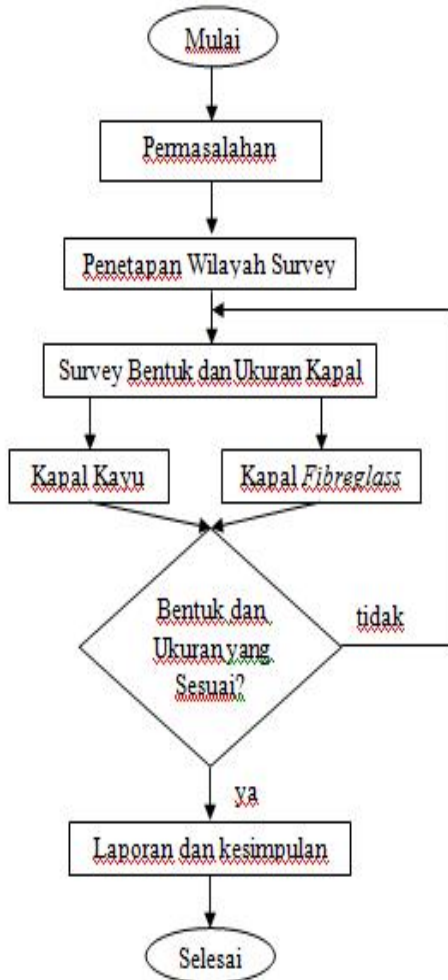 Mulai
Permasalahan
Penetapan Wilayah Survey
Survey Bentuk dan Ukuran Kapal
Kapal Kayu
Kapal Fibreglass
Bentuk dan
Ukuran yang
Sesuai?
tidak
ya
Laporan dan kesimpulan
Selesai